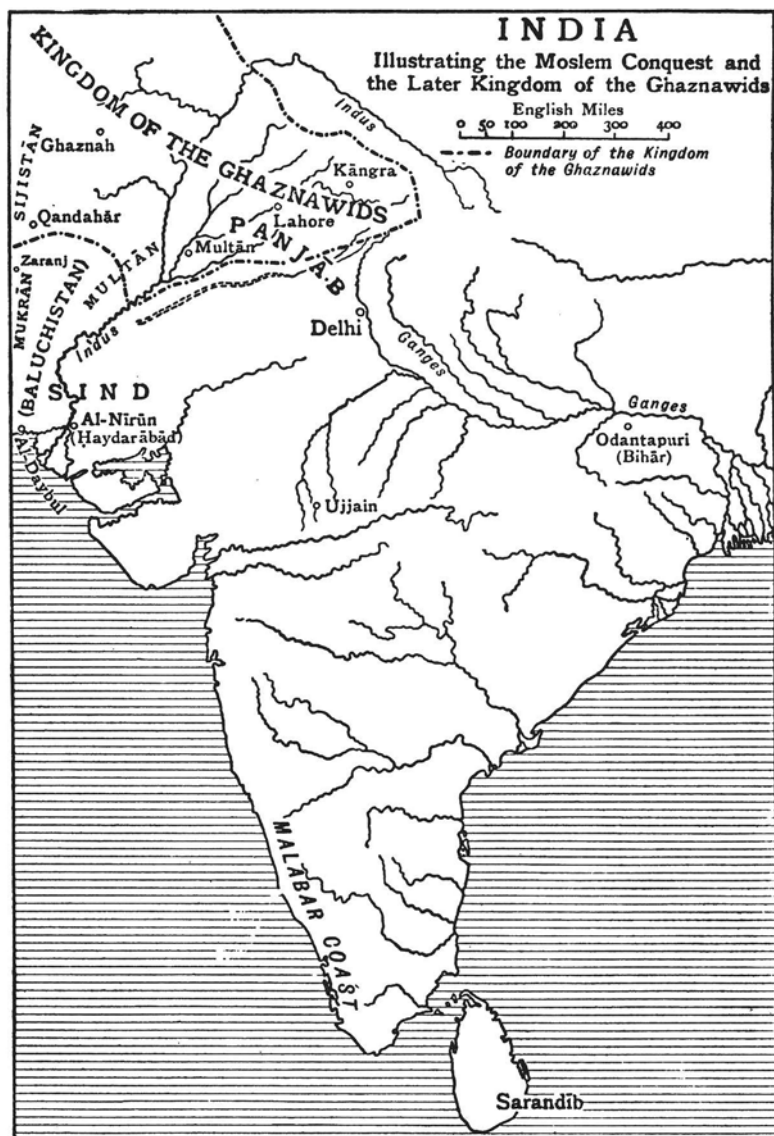 INDIA
Illustrating the Moslem Conquest and
the Later Kingdom of the Ghaznawids
English Miles
0 50 100 200 300 400
Boundary of the Kingdom
of the Ghaznawids
KINGDOM OF THE GHAZNAWIDS
Indus
Ghaznah
SIJISTĀN
Kāngra
Qandahār
Lahore
PANJĀB
Multān
MULTĀN
Zaranj
MUKRĀN
(BALUCHISTAN)
Indus
Delhi
Ganges
SIND
Ganges
Al-Nīrūn
(Ḥaydarābād)
Al-Daybul
Odantapuri
(Bihār)
Ujjain
MALĀBAR COAST
Sarandīb